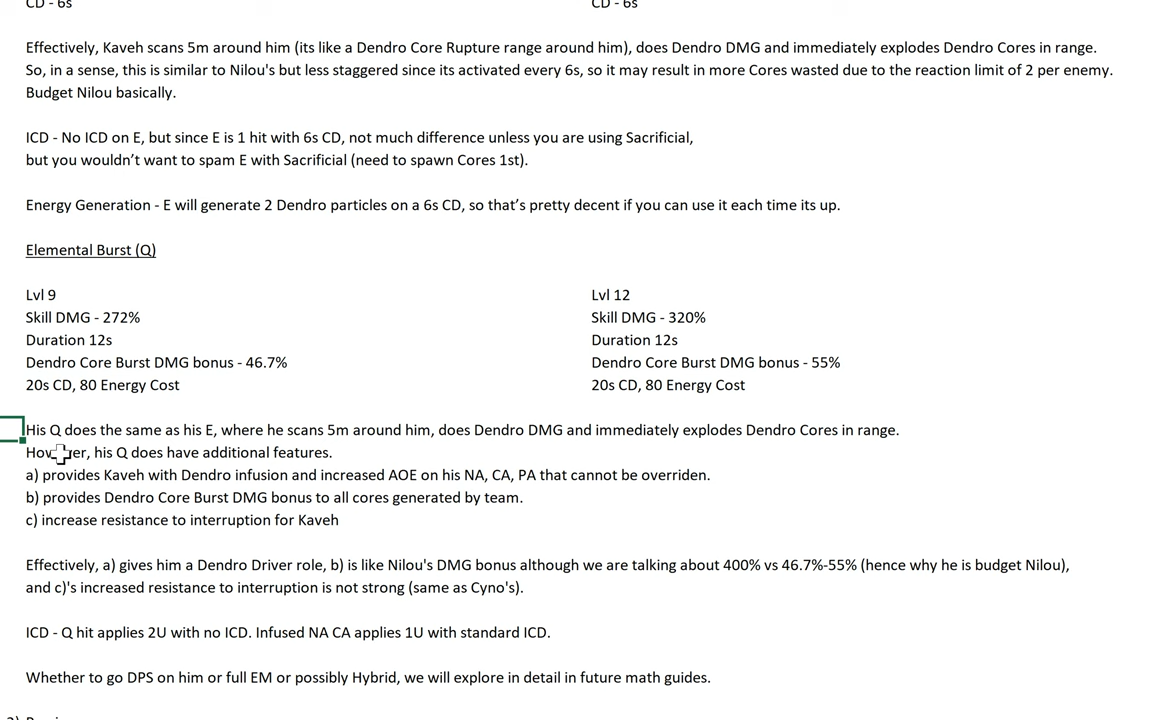 CD - 6s
CD - 6s
Effectively, Kaveh scans 5m around him (its like a Dendro Core Rupture range around him), does Dendro DMG and immediately explodes Dendro Cores in range.
So, in a sense, this is similar to Nilou's but less staggered since its activated every 6s, so it may result in more Cores wasted due to the reaction limit of 2 per enemy.
Budget Nilou basically.
ICD - No ICD on E, but since E is 1 hit with 6s CD, not much difference unless you are using Sacrificial,
but you wouldn’t want to spam E with Sacrificial (need to spawn Cores 1st).
Energy Generation - E will generate 2 Dendro particles on a 6s CD, so that’s pretty decent if you can use it each time its up.
Elemental Burst (Q)
Lvl 9
Skill DMG - 272%
Duration 12s
Dendro Core Burst DMG bonus - 46.7%
20s CD, 80 Energy Cost
Lvl 12
Skill DMG - 320%
Duration 12s
Dendro Core Burst DMG bonus - 55%
20s CD, 80 Energy Cost
His Q does the same as his E, where he scans 5m around him, does Dendro DMG and immediately explodes Dendro Cores in range.
However, his Q does have additional features.
a) provides Kaveh with Dendro infusion and increased AOE on his NA, CA, PA that cannot be overriden.
b) provides Dendro Core Burst DMG bonus to all cores generated by team.
c) increase resistance to interruption for Kaveh
Effectively, a) gives him a Dendro Driver role, b) is like Nilou's DMG bonus although we are talking about 400% vs 46.7%-55% (hence why he is budget Nilou),
and c)'s increased resistance to interruption is not strong (same as Cyno's).
ICD - Q hit applies 2U with no ICD. Infused NA CA applies 1U with standard ICD.
Whether to go DPS on him or full EM or possibly Hybrid, we will explore in detail in future math guides.